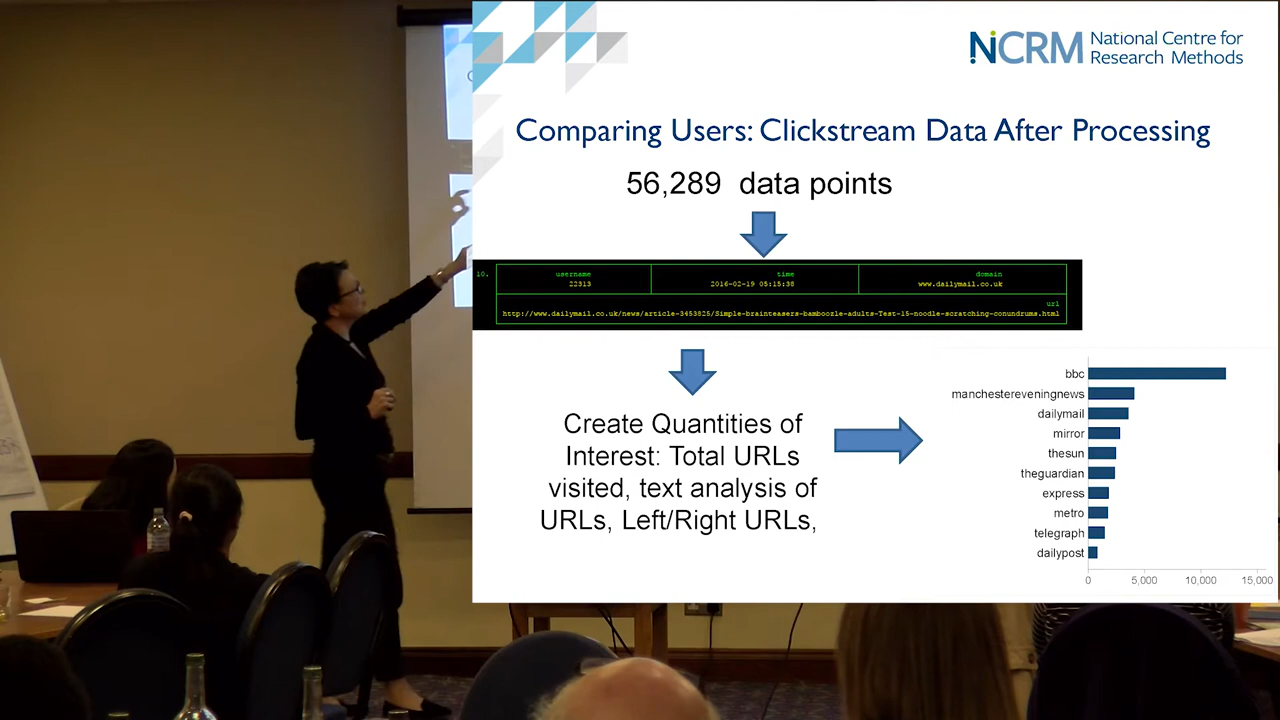 NCRM National Centre for
Research Methods
Comparing Users: Clickstream Data After Processing
56,289 data points
10.
username time domain
22313 2016-02-19 05:15:38 www.dailymail.co.uk
url
http://www.dailymail.co.uk/news/article-3453825/Simple-brainteasers-bamboozle-adults-Test-15-noodle-scratching-conundrums.html
Create Quantities of
Interest: Total URLs
visited, text analysis of
URLs, Left/Right URLs,
bbc
manchestereveningnews
dailymail
mirror
thesun
theguardian
express
metro
telegraph
dailypost
0 5,000 10,000 15,000